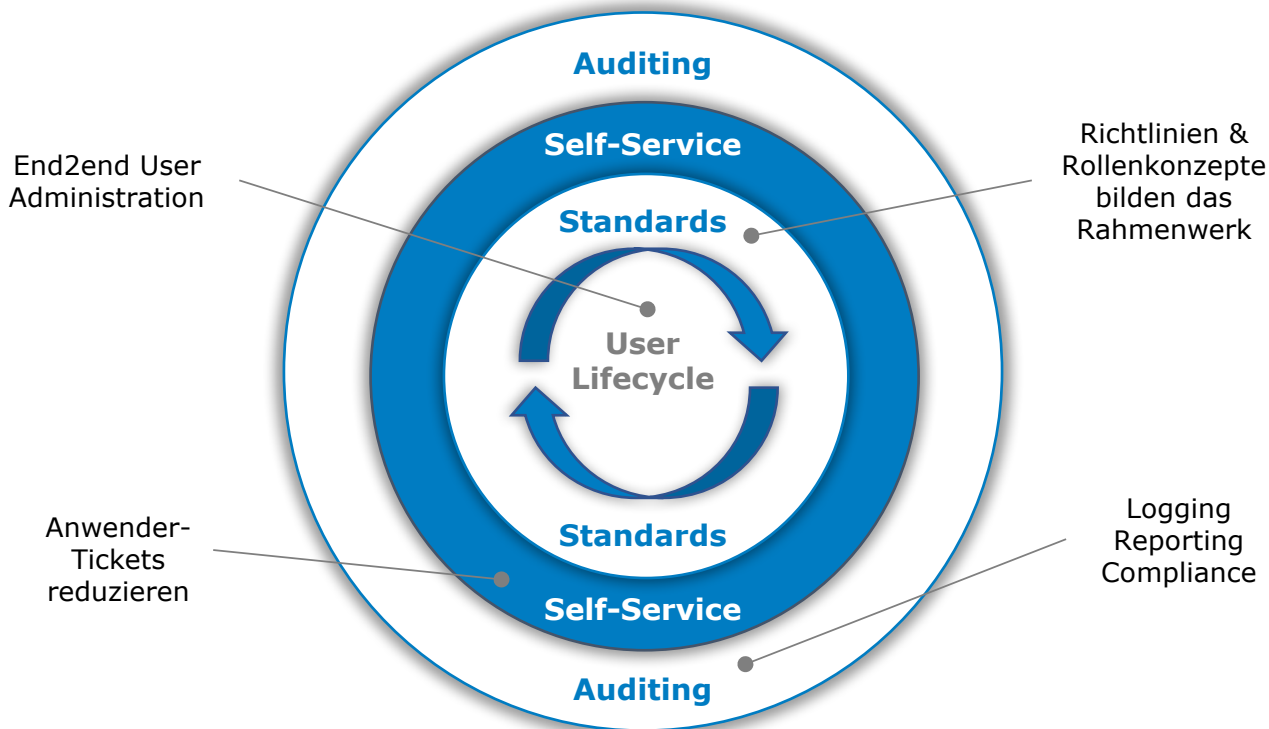 Auditing
Self-Service
Standards
User
Lifecycle
Standards
Self-Service
Auditing
End2end User
Administration
Richtlinien &
Rollenkonzepte
bilden das
Rahmenwerk
Anwender-
Tickets
reduzieren
Logging
Reporting
Compliance